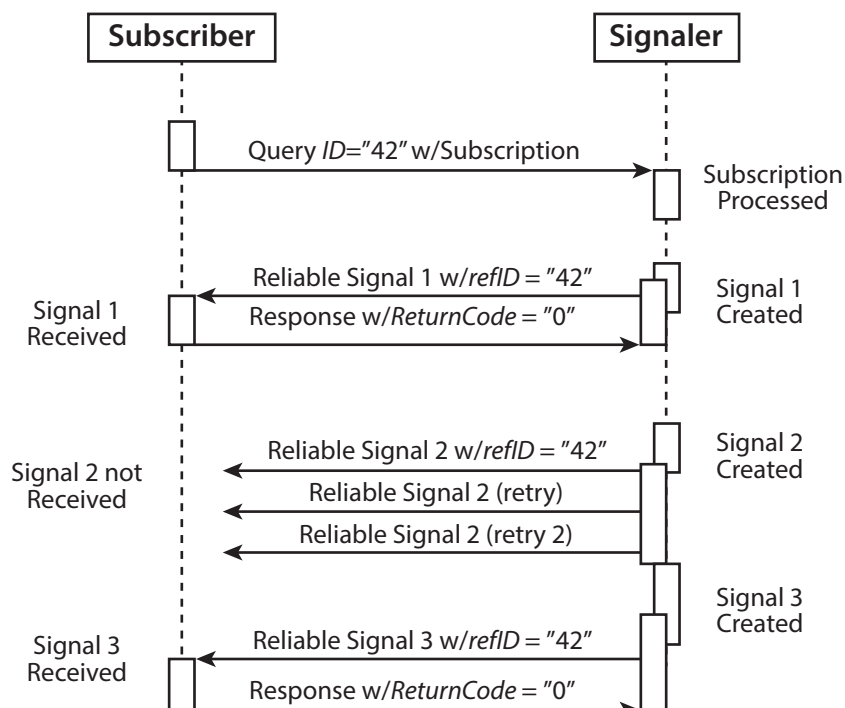 Subscriber
Signaler
Query ID=”42” w/Subscription
Subscription
Processed
Reliable Signal 1 w/refID = ”42”
Signal 1
Created
Signal 1
Received
Response w/ReturnCode = ”0”
Reliable Signal 2 w/refID = ”42”
Signal 2
Created
Signal 2 not
Received
Reliable Signal 2 (retry)
Reliable Signal 2 (retry 2)
Signal 3
Created
Signal 3
Received
Reliable Signal 3 w/refID = ”42”
Response w/ReturnCode = ”0”